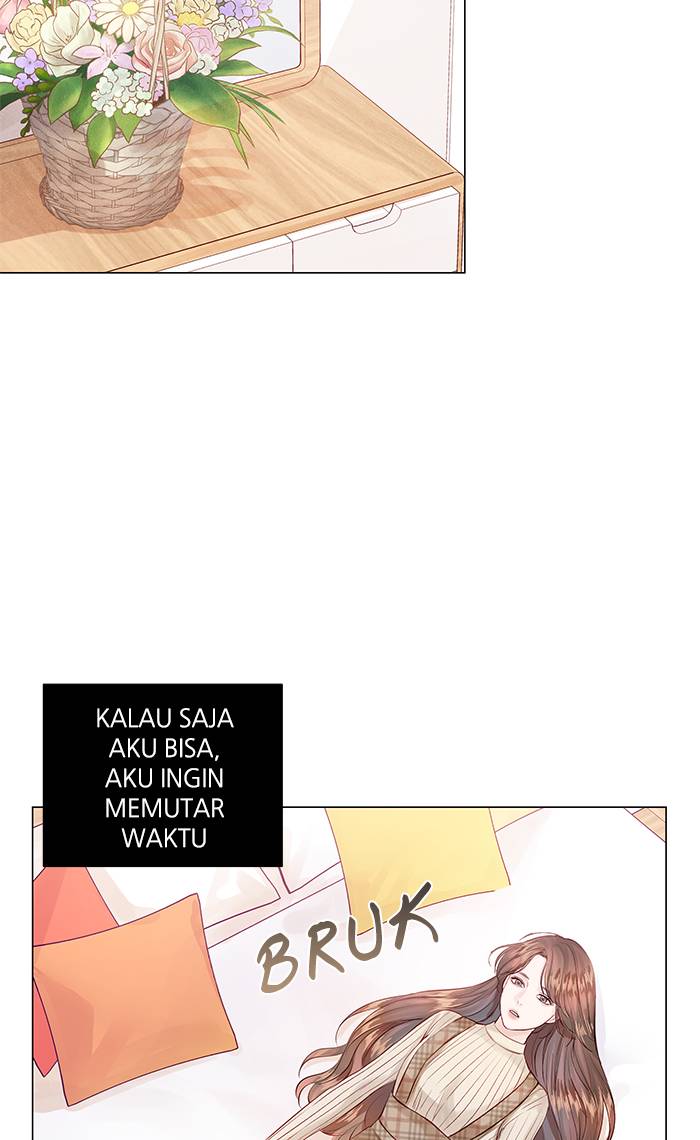 KALAU SAJA
AKU BISA,
AKU INGIN
MEMUTAR
WAKTU
BRUK